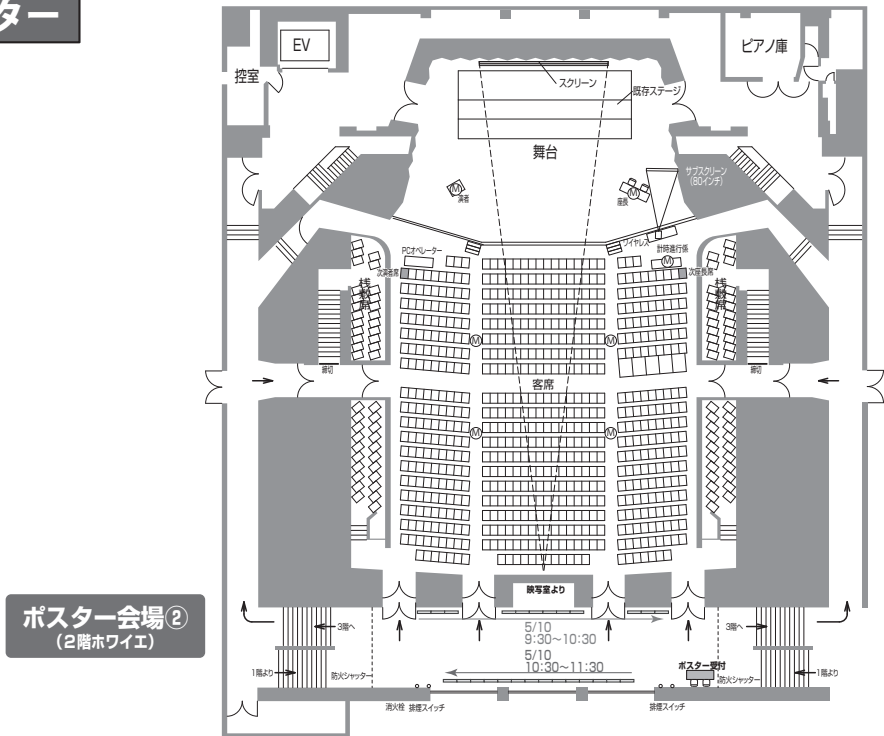 ター
EV
控室
ピアノ庫
スクリーン
既存ステージ
舞台
サブスクリーン
(80インチ)
M
演者
M
座長
ワイヤレス
PCオペレーター
計時進行係
M
次演者席
次座長席
桟敷席
桟敷席
M
M
締切
締切
客席
M
M
映写室より
ポスター会場②
(2階ホワイエ)
3階へ
3階へ
5/10
9:30〜10:30
5/10
10:30〜11:30
ポスター受付
1階より
防火シャッター
防火シャッター
1階より
消火栓
排煙スイッチ
排煙スイッチ